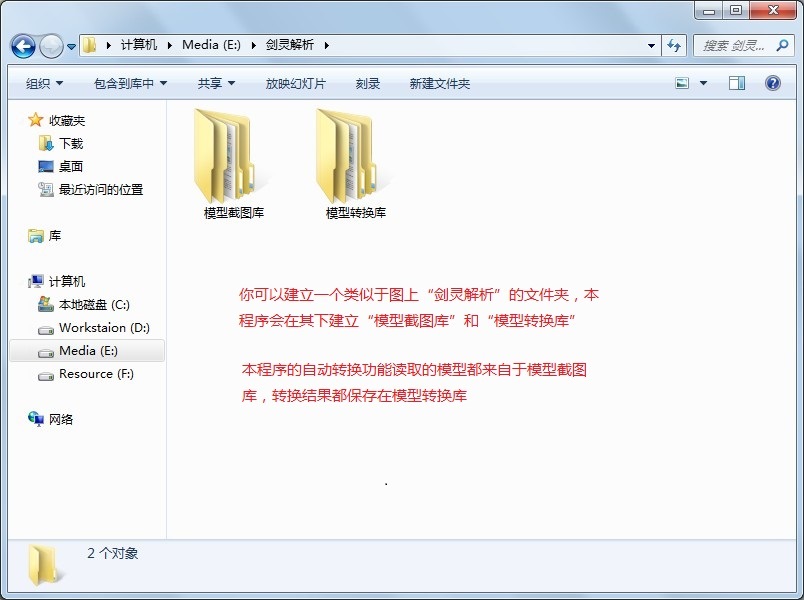 计算机 Media (E:) 剑灵解析
搜索 剑灵...
组织 包含到库中 共享 放映幻灯片 刻录 新建文件夹
收藏夹
下载
桌面
最近访问的位置
库
计算机
本地磁盘 (C:)
Workstaion (D:)
Media (E:)
Resource (F:)
网络
模型截图库 模型转换库
你可以建立一个类似于图上“剑灵解析”的文件夹，本
程序会在其下建立“模型截图库”和“模型转换库”
本程序的自动转换功能读取的模型都来自于模型截图
库，转换结果都保存在模型转换库
.
2 个对象